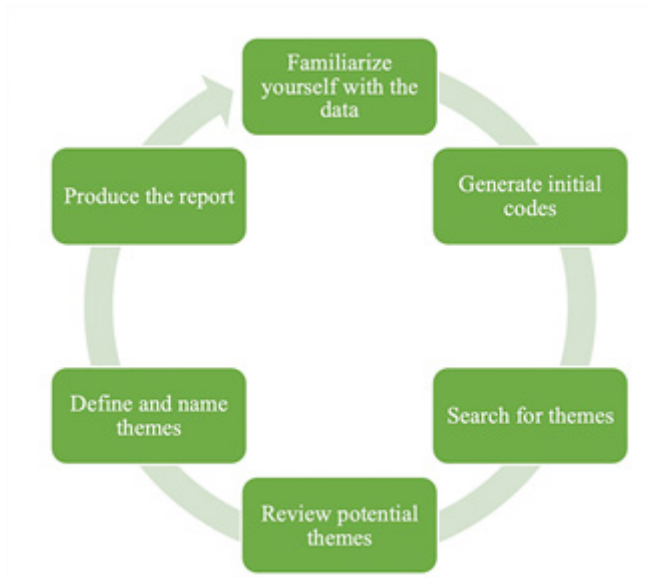 Familiarize
yourself with the
data
Generate initial
codes
Search for themes
Review potential
themes
Define and name
themes
Produce the report